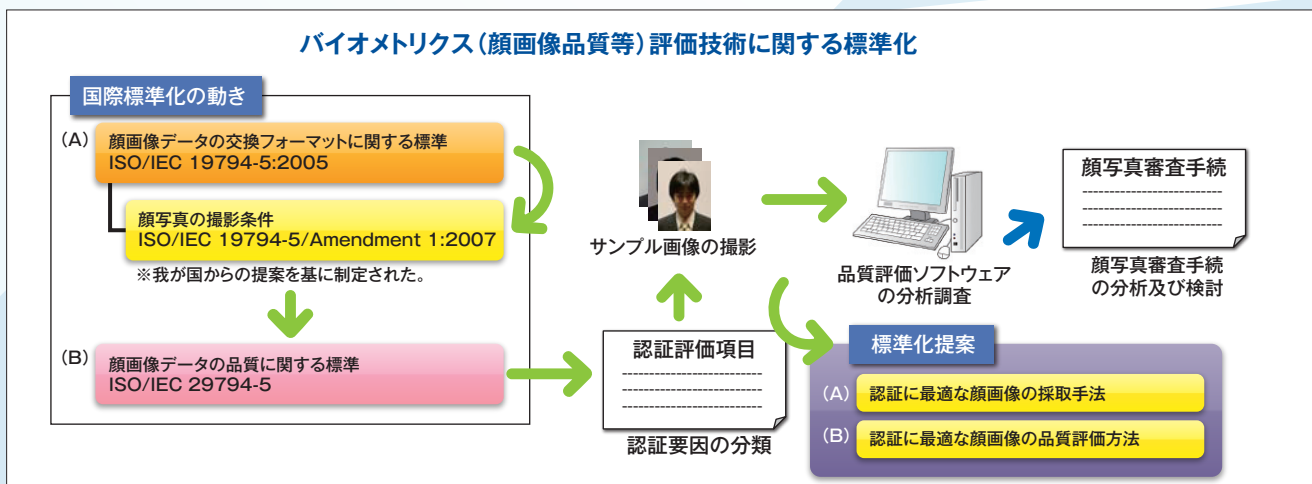 バイオメトリクス（顔画像品質等）評価技術に関する標準化
国際標準化の動き
(A)
顔画像データの交換フォーマットに関する標準
ISO/IEC 19794-5:2005
顔写真の撮影条件
ISO/IEC 19794-5/Amendment 1:2007
※我が国からの提案を基に制定された。
(B)
顔画像データの品質に関する標準
ISO/IEC 29794-5
認証評価項目
認証要因の分類
サンプル画像の撮影
品質評価ソフトウェア
の分析調査
顔写真審査手続
顔写真審査手続
の分析及び検討
標準化提案
(A)
認証に最適な顔画像の採取手法
(B)
認証に最適な顔画像の品質評価方法